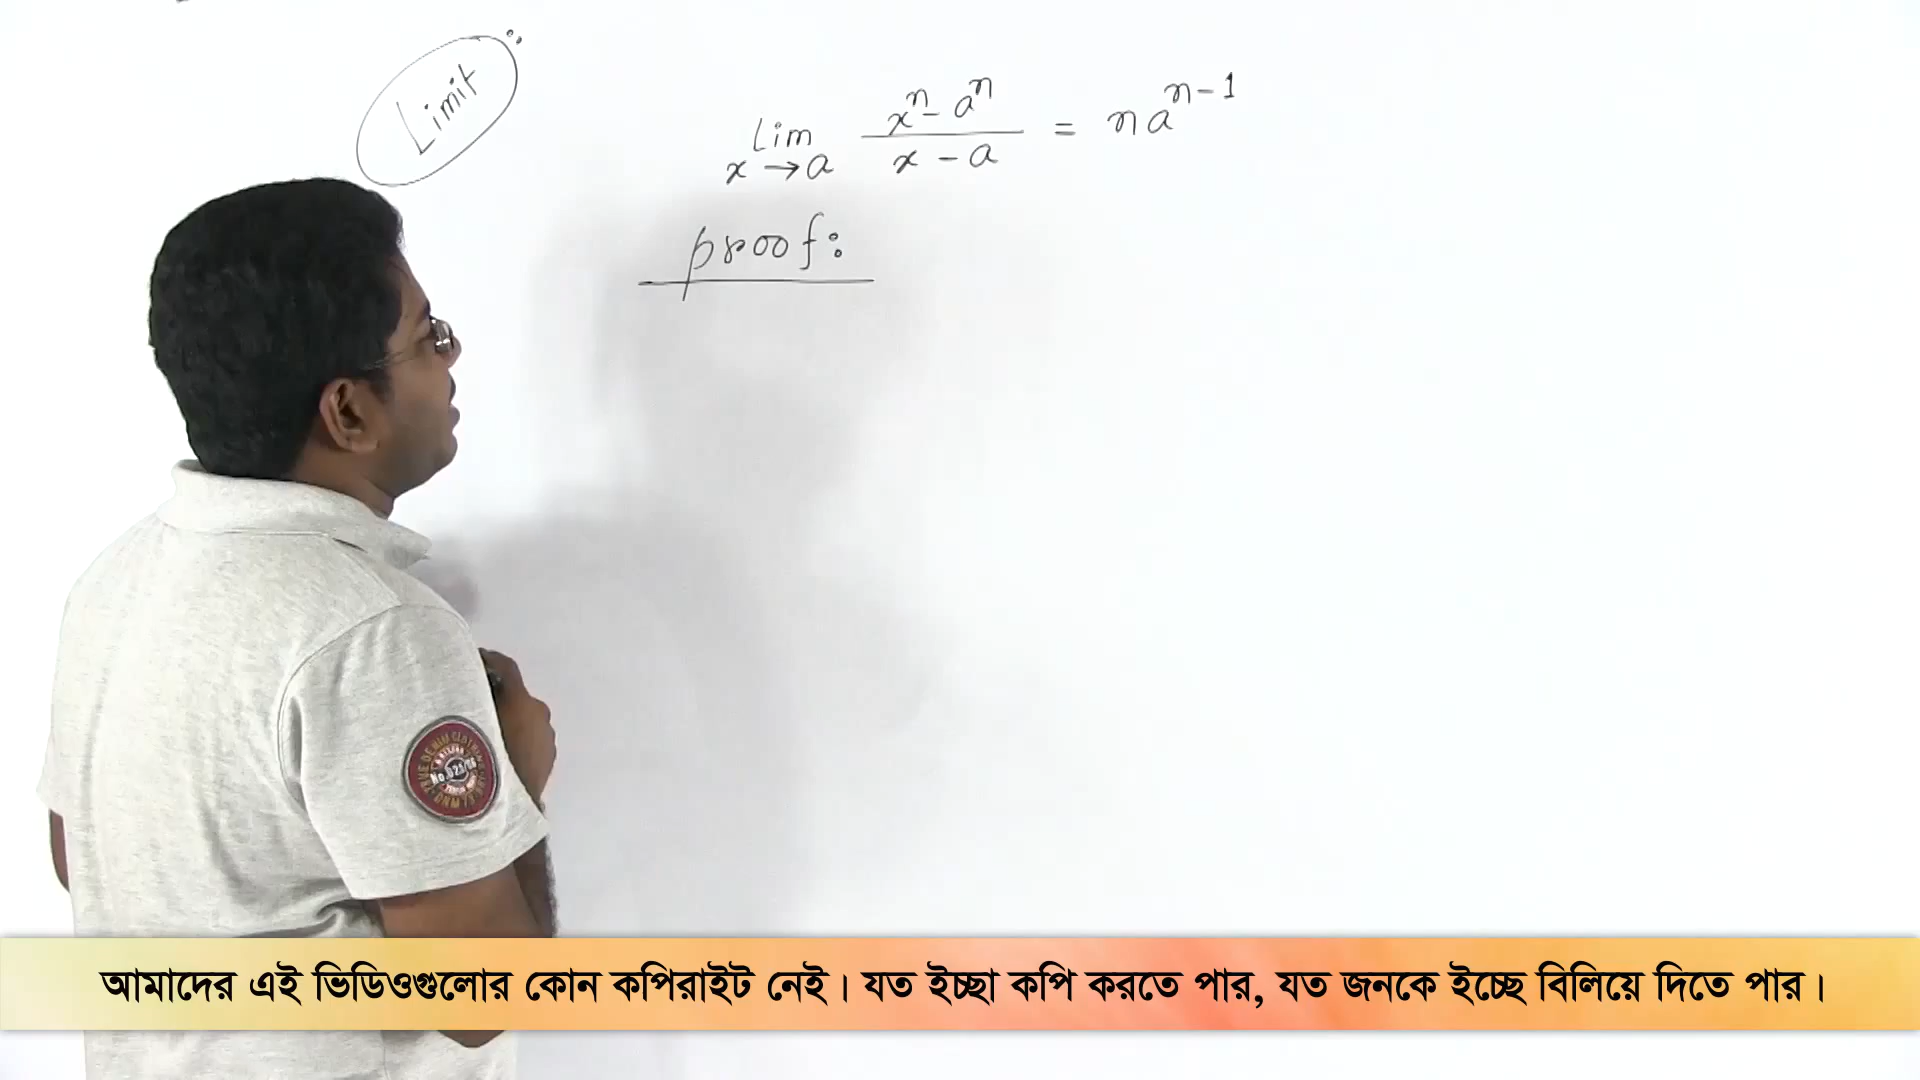 Limit :
lim x→a (xⁿ - aⁿ)/(x - a) = naⁿ⁻¹
proof:
No.
আমাদের এই ভিডিওগুলোর কোন কপিরাইট নেই। যত ইচ্ছা কপি করতে পার, যত জনকে ইচ্ছে বিলিয়ে দিতে পার।